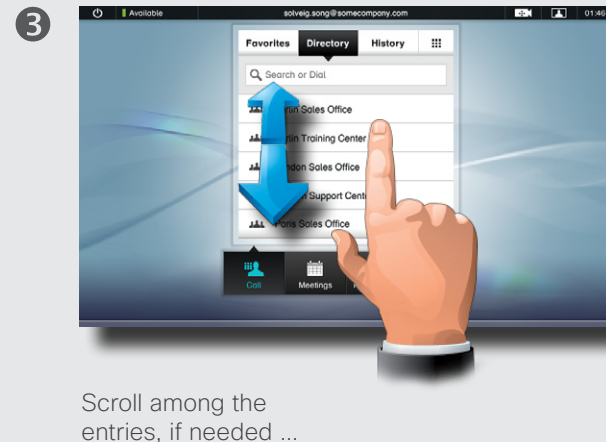 3
Available solveig.song@somecompany.com 01:46
Favorites Directory History
Search or Dial
Sales Office
Training Center
Sales Office
Support
Paris Sales Office
Call Meetings
Scroll among the
entries, if needed ...